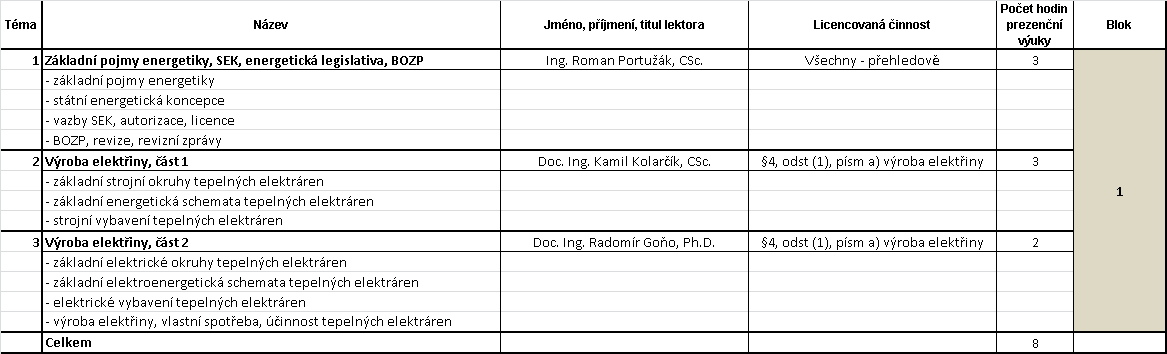 Téma Název Jméno, příjmení, titul lektora Licencovaná činnost Počet hodin prezenční výuky Blok
1 Základní pojmy energetiky, SEK, energetická legislativa, BOZP Ing. Roman Portužák, CSc. Všechny - přehledově 3
- základní pojmy energetiky
- státní energetická koncepce
- vazby SEK, autorizace, licence
- BOZP, revize, revizní zprávy
2 Výroba elektřiny, část 1 Doc. Ing. Kamil Kolarčík, CSc. §4, odst (1), písm a) výroba elektřiny 3
- základní strojní okruhy tepelných elektráren
1
- základní energetická schemata tepelných elektráren
- strojní vybavení tepelných elektráren
3 Výroba elektřiny, část 2 Doc. Ing. Radomír Goňo, Ph.D. §4, odst (1), písm a) výroba elektřiny 2
- základní elektrické okruhy tepelných elektráren
- základní elektroenergetická schemata tepelných elektráren
- elektrické vybavení tepelných elektráren
- výroba elektřiny, vlastní spotřeba, účinnost tepelných elektráren
Celkem 8